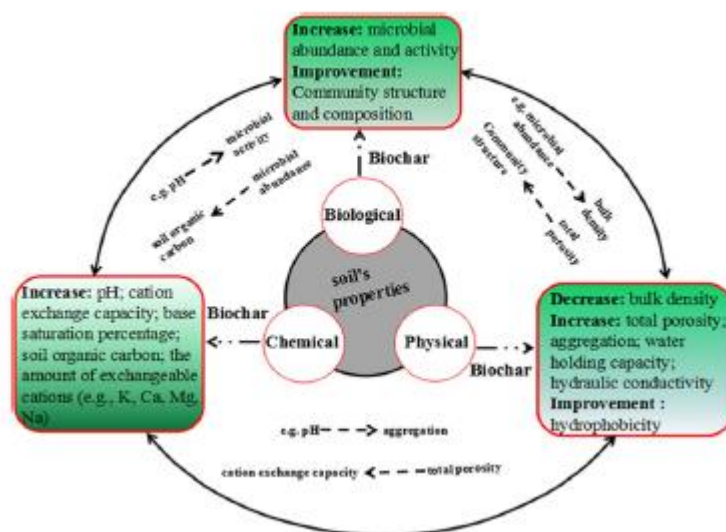 Increase: microbial
abundance and activity
Improvement:
Community structure
and composition
e.g. pH
microbial
activity
microbial
abundance
soil organic
carbon
Biochar
e.g. microbial
abundance
bulk
density
Community
structure
total
porosity
Biological
soil's
properties
Chemical
Physical
Biochar
Biochar
Increase: pH; cation
exchange capacity; base
saturation percentage;
soil organic carbon; the
amount of exchangeable
cations (e.g., K, Ca, Mg,
Na)
Decrease: bulk density
Increase: total porosity;
aggregation; water
holding capacity;
hydraulic conductivity
Improvement :
hydrophobicity
e.g. pH
aggregation
cation exchange capacity
total porosity